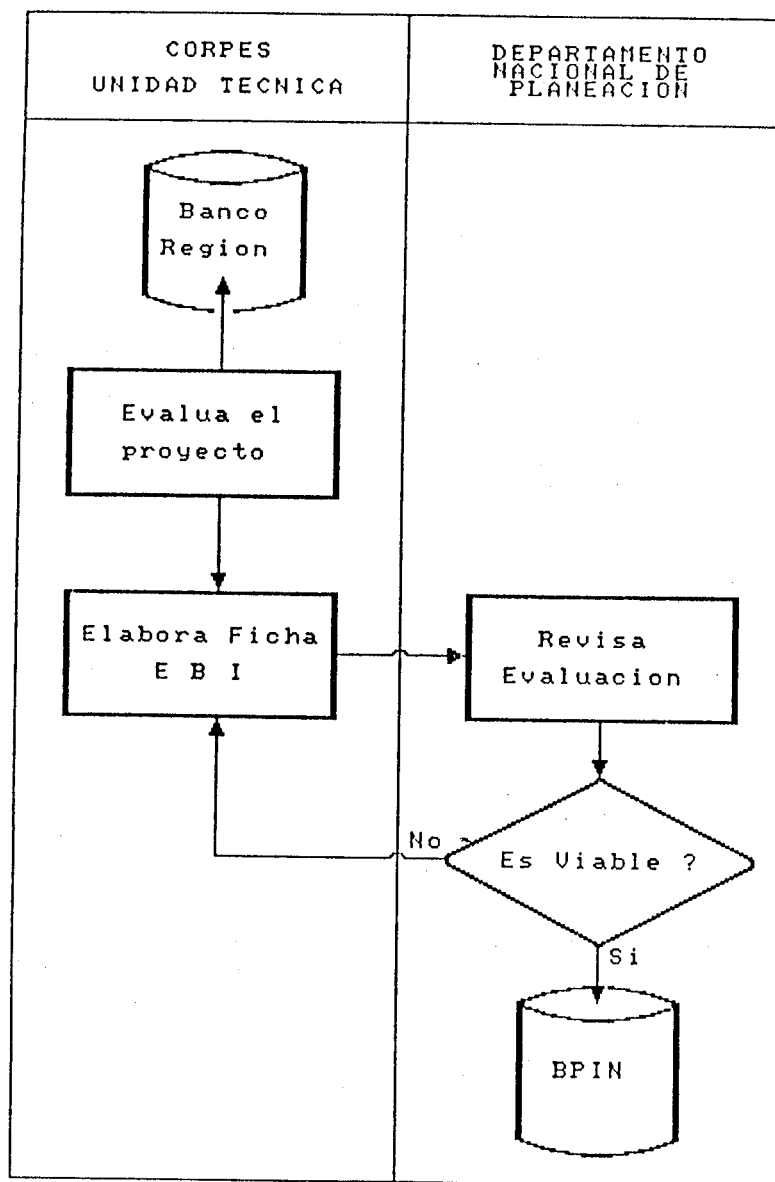 CORPES
UNIDAD TECNICA
DEPARTAMENTO
NACIONAL DE
PLANEACION
Banco
Region
Evalua el
proyecto
Elabora Ficha
E B I
Revisa
Evaluacion
No
Es Viable ?
Si
BPIN